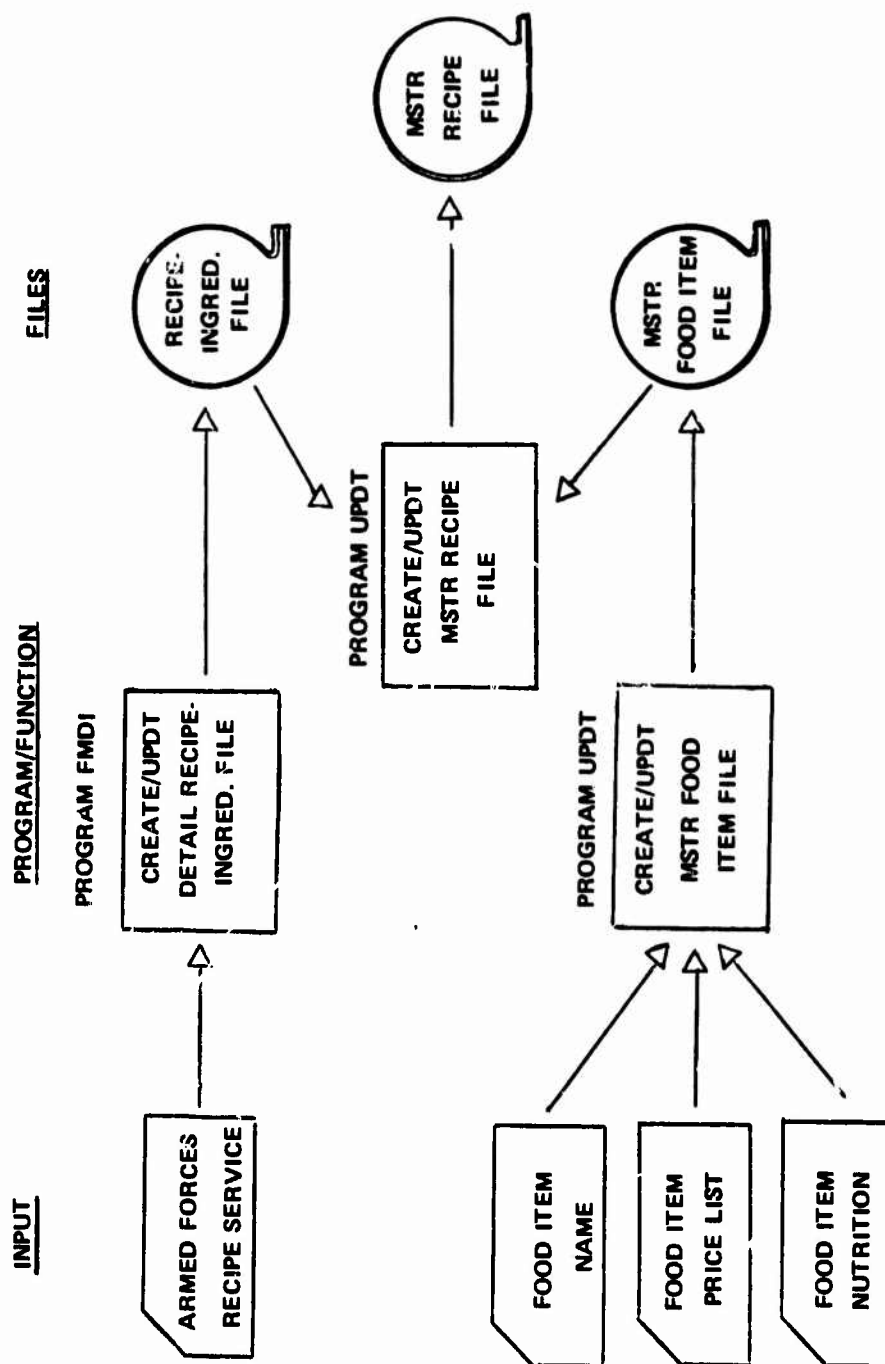 INPUT
PROGRAM/FUNCTION
FILES
ARMED FORCES
RECIPE SERVICE
PROGRAM FMDI
CREATE/UPDT
DETAIL RECIPE-
INGRED. FILE
RECIPE-
INGRED.
FILE
PROGRAM UPDT
CREATE/UPDT
MSTR RECIPE
FILE
MSTR
RECIPE
FILE
FOOD ITEM
NAME
FOOD ITEM
PRICE LIST
FOOD ITEM
NUTRITION
PROGRAM UPDT
CREATE/UPDT
MSTR FOOD
ITEM FILE
MSTR
FOOD ITEM
FILE